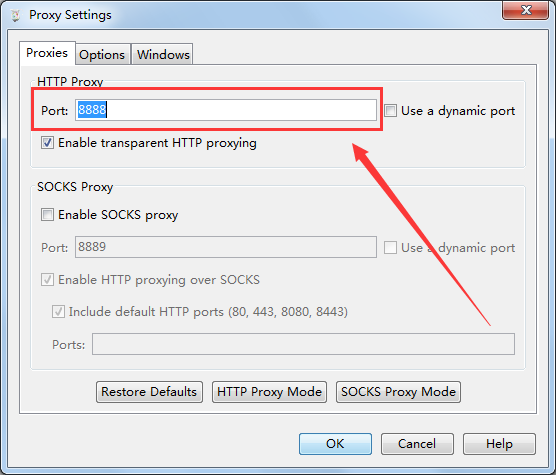 Proxy Settings
Proxies Options Windows
HTTP Proxy
Port: 8888 Use a dynamic port
Enable transparent HTTP proxying
SOCKS Proxy
Enable SOCKS proxy
Port: 8889 Use a dynamic port
Enable HTTP proxying over SOCKS
Include default HTTP ports (80, 443, 8080, 8443)
Ports:
Restore Defaults HTTP Proxy Mode SOCKS Proxy Mode
OK Cancel Help